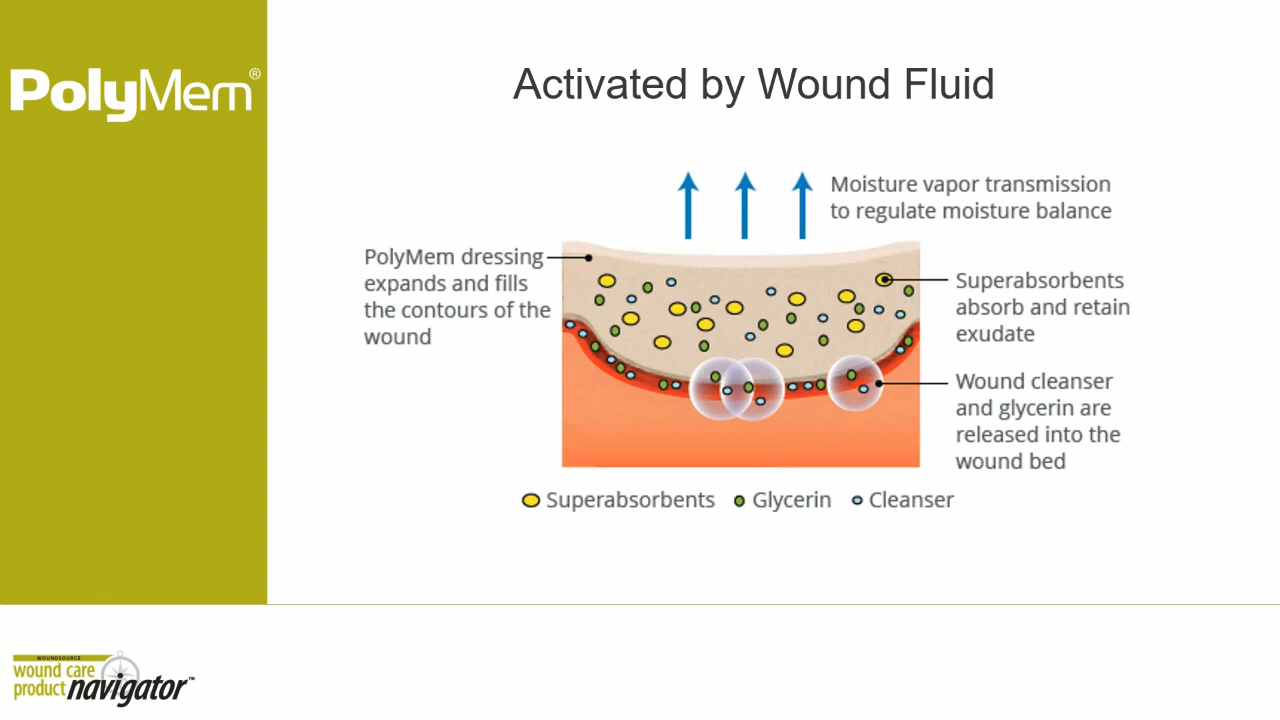 PolyMem®
Activated by Wound Fluid
Moisture vapor transmission
to regulate moisture balance
PolyMem dressing
expands and fills
the contours of the
wound
Superabsorbents
absorb and retain
exudate
Wound cleanser
and glycerin are
released into the
wound bed
Superabsorbents Glycerin Cleanser
WOUNDSOURCE
wound care
product navigator™